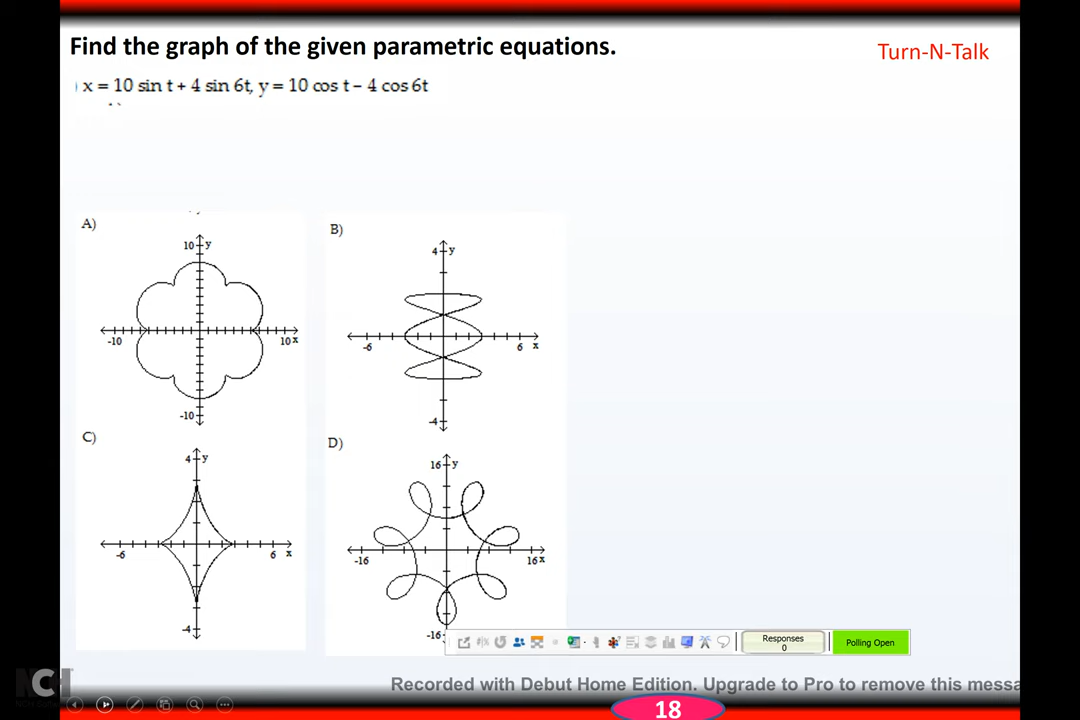 Find the graph of the given parametric equations.
Turn-N-Talk
) x = 10 sin t + 4 sin 6t, y = 10 cos t – 4 cos 6t
A)
10 y
-10 10 x
-10
B)
4 y
-6 6 x
-4
C)
4 y
-6 6 x
-4
D)
16 y
-16 16 x
-16
Responses
0
Polling Open
NCH
Recorded with Debut Home Edition. Upgrade to Pro to remove this messa
18